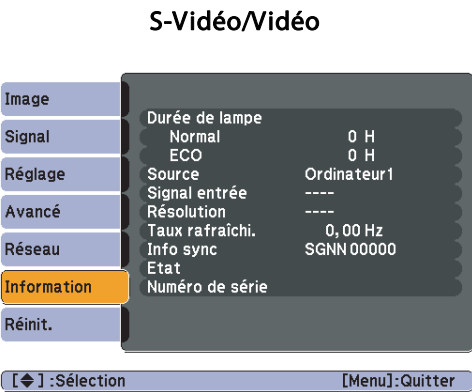 S-Vidéo/Vidéo
Image
Signal
Réglage
Avancé
Réseau
Information
Réinit.
Durée de lampe
Normal 0 H
ECO 0 H
Source Ordinateur1
Signal entrée ----
Résolution ----
Taux rafraîchi. 0,00 Hz
Info sync SGNN 00000
Etat
Numéro de série
[◆] :Sélection [Menu]:Quitter